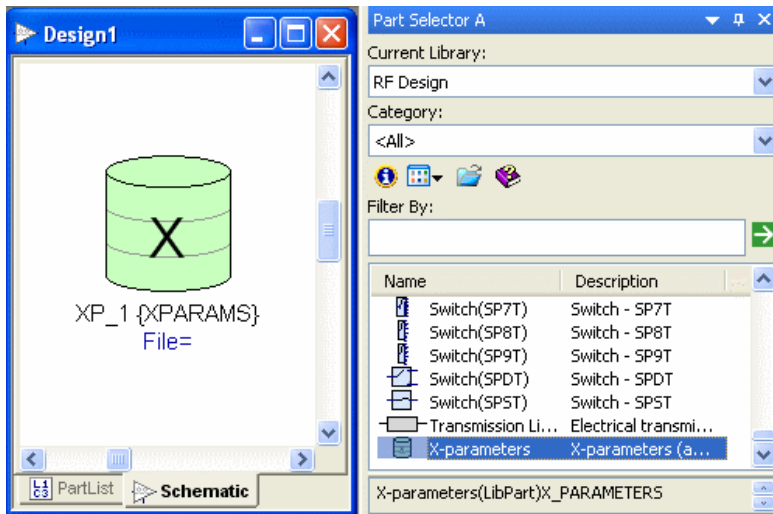 Design1
X
XP_1 {XPARAMS}
File=
PartList
Schematic
Part Selector A
Current Library:
RF Design
Category:
<All>
Filter By:
Name Description ...
Switch(SP7T) Switch - SP7T
Switch(SP8T) Switch - SP8T
Switch(SP9T) Switch - SP9T
Switch(SPDT) Switch - SPDT
Switch(SPST) Switch - SPST
Transmission Li... Electrical transmi...
X-parameters X-parameters (a...
X-parameters(LibPart)X_PARAMETERS